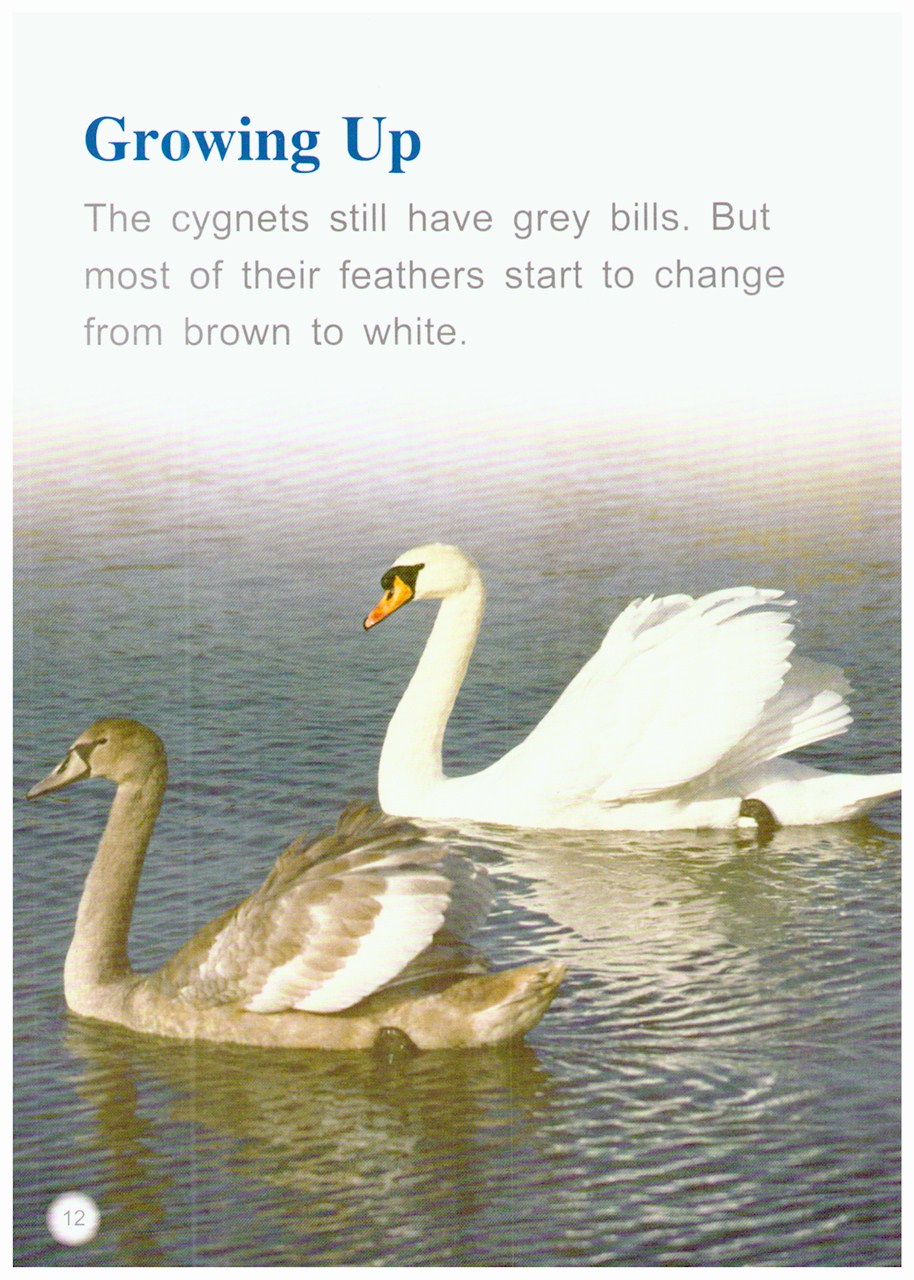 Growing Up
The cygnets still have grey bills. But
most of their feathers start to change
from brown to white.
12